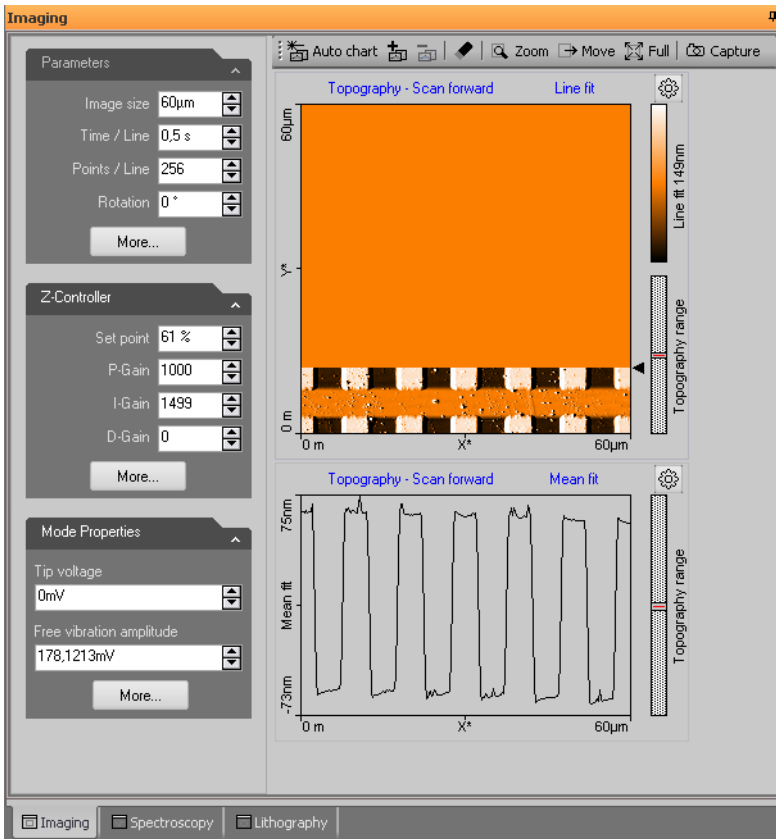 Imaging
Parameters
Image size 60µm
Time / Line 0,5 s
Points / Line 256
Rotation 0 °
More...
Z-Controller
Set point 61 %
P-Gain 1000
I-Gain 1499
D-Gain 0
More...
Mode Properties
Tip voltage
0mV
Free vibration amplitude
178,1213mV
More...
Auto chart Zoom Move Full Capture
Topography - Scan forward Line fit
60µm
Y*
0 m
0 m X* 60µm
Line fit 149nm
Topography range
Topography - Scan forward Mean fit
75nm
Mean fit
-73nm
0 m X* 60µm
Topography range
Imaging Spectroscopy Lithography